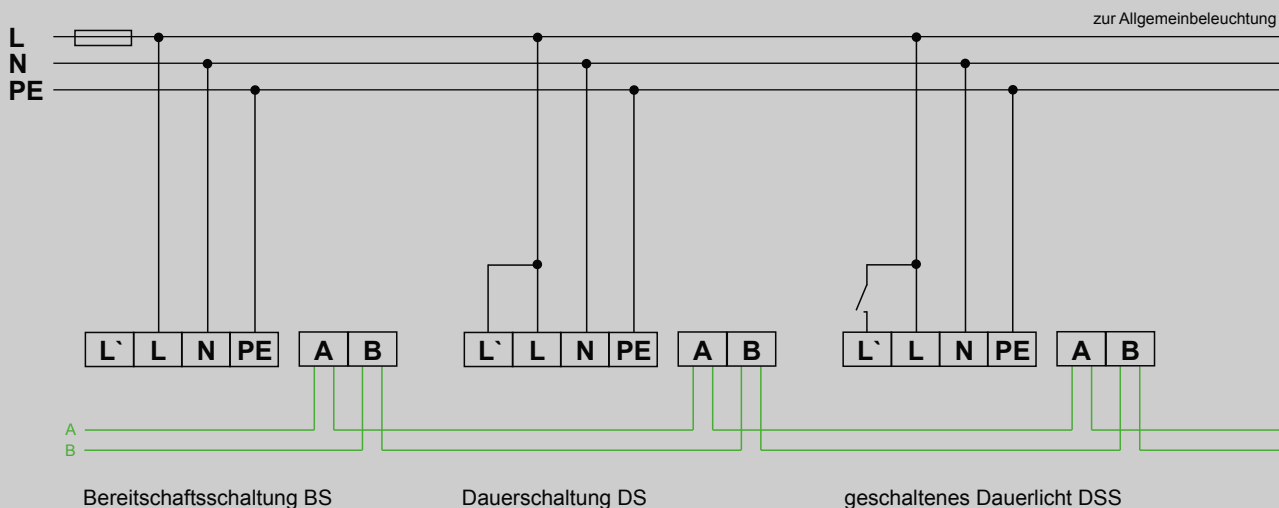 zur Allgemeinbeleuchtung
L
N
PE
L` L N PE A B L` L N PE A B L` L N PE A B
A
B
Bereitschaftsschaltung BS Dauerschaltung DS geschaltenes Dauerlicht DSS